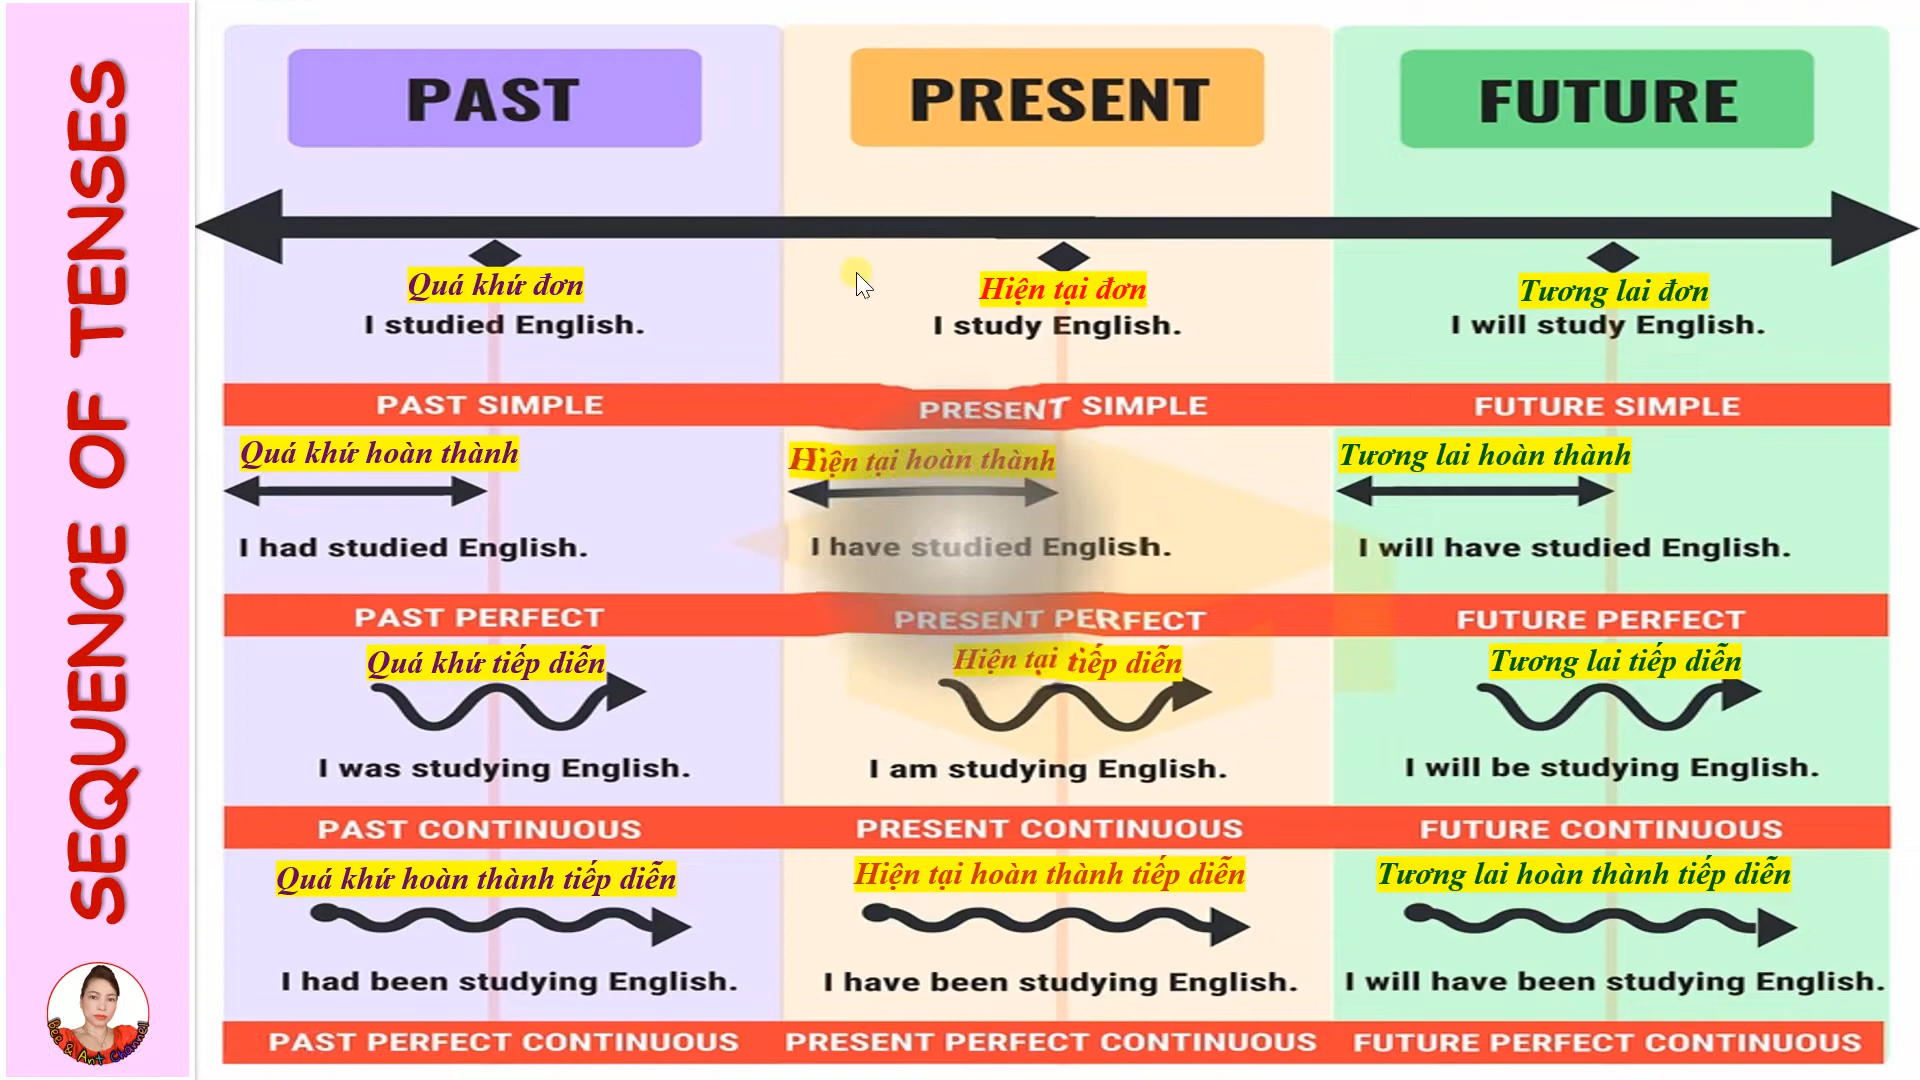 SEQUENCE OF TENSES
PAST
PRESENT
FUTURE
Quá khứ đơn
Hiện tại đơn
Tương lai đơn
I studied English.
I study English.
I will study English.
PAST SIMPLE
PRESENT SIMPLE
FUTURE SIMPLE
Quá khứ hoàn thành
Hiện tại hoàn thành
Tương lai hoàn thành
I had studied English.
I have studied English.
I will have studied English.
PAST PERFECT
PRESENT PERFECT
FUTURE PERFECT
Quá khứ tiếp diễn
Hiện tại tiếp diễn
Tương lai tiếp diễn
I was studying English.
I am studying English.
I will be studying English.
PAST CONTINUOUS
PRESENT CONTINUOUS
FUTURE CONTINUOUS
Quá khứ hoàn thành tiếp diễn
Hiện tại hoàn thành tiếp diễn
Tương lai hoàn thành tiếp diễn
I had been studying English.
I have been studying English.
I will have been studying English.
PAST PERFECT CONTINUOUS
PRESENT PERFECT CONTINUOUS
FUTURE PERFECT CONTINUOUS
Bee & Ant Channel